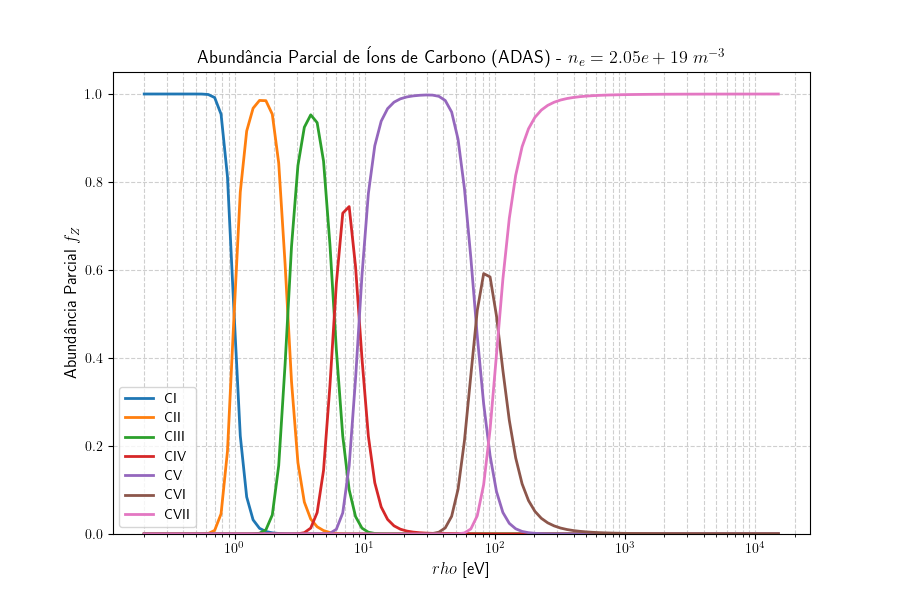 Abundância Parcial de Íons de Carbono (ADAS) - $n_e = 2.05e + 19\ m^{-3}$
Abundância Parcial $f_Z$
1.0
0.8
0.6
0.4
0.2
0.0
CI
CII
CIII
CIV
CV
CVI
CVII
$10^0$ $10^1$ $10^2$ $10^3$ $10^4$
rho [eV]